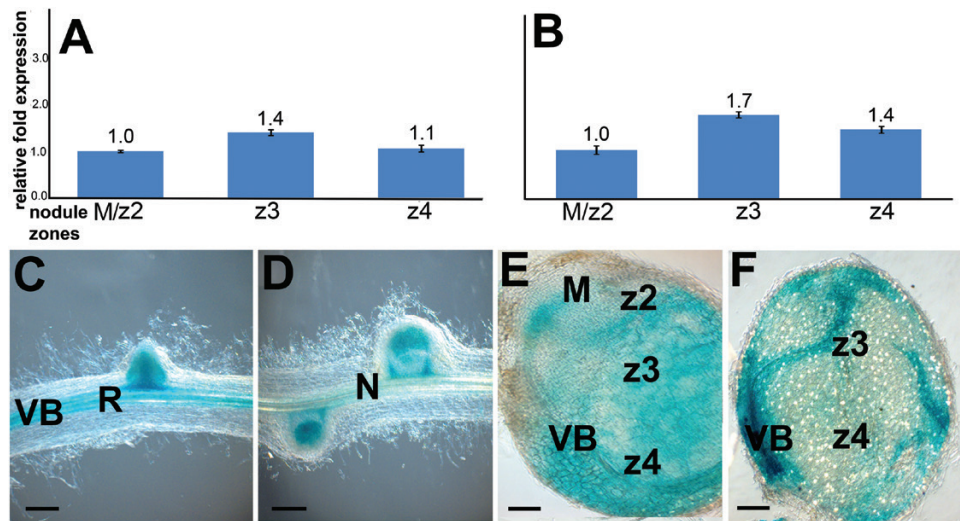 A
relative fold expression
3.0
2.0
1.0
0.0
1.0
1.4
1.1
nodule zones
M/z2
z3
z4
B
1.0
1.7
1.4
M/z2
z3
z4
C
VB
R
D
N
E
M
z2
z3
VB
z4
F
z3
VB
z4